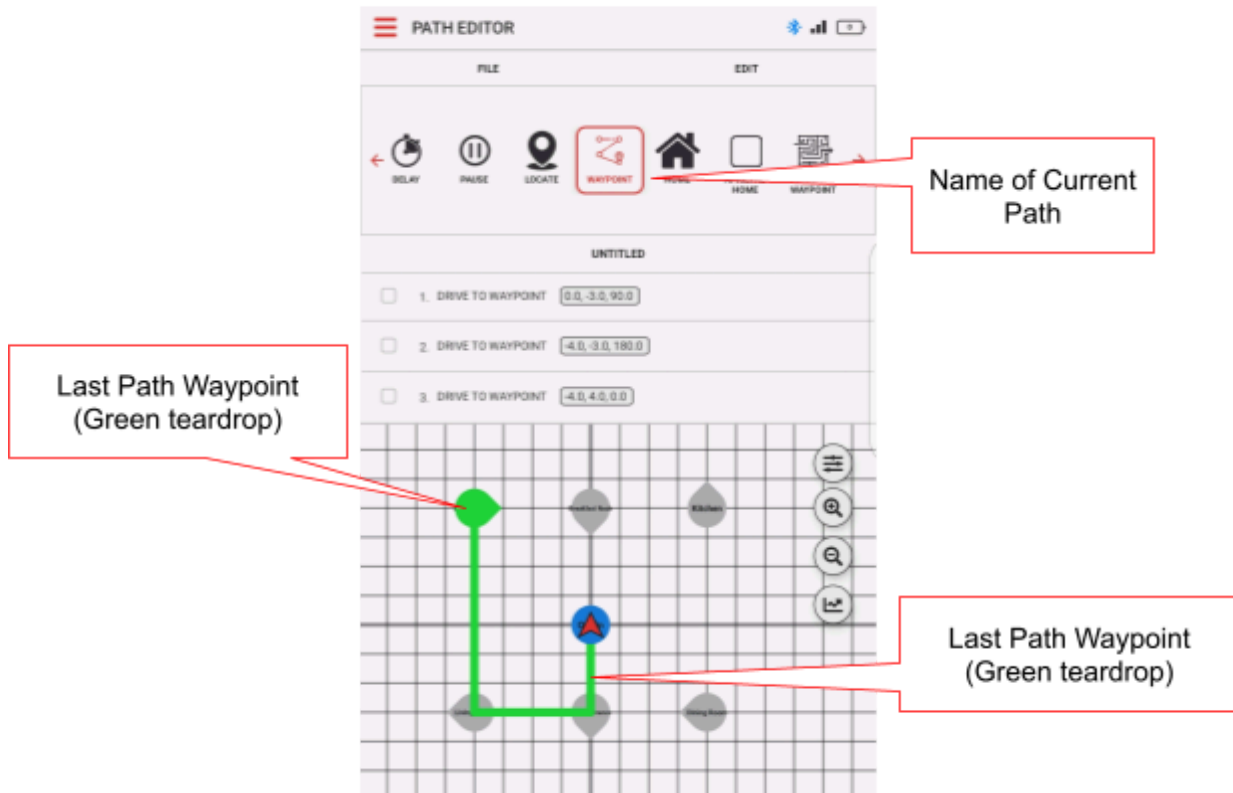 PATH EDITOR
FILE
EDIT
DELAY
PAUSE
LOCATE
WAYPOINT
HOME
HOME
WAYPOINT
Name of Current
Path
UNTITLED
1. DRIVE TO WAYPOINT 0.0, -3.0, 90.0
2. DRIVE TO WAYPOINT -4.0, -3.0, 180.0
3. DRIVE TO WAYPOINT -4.0, 4.0, 0.0
Last Path Waypoint
(Green teardrop)
Kitchen
Last Path Waypoint
(Green teardrop)
Dining Room